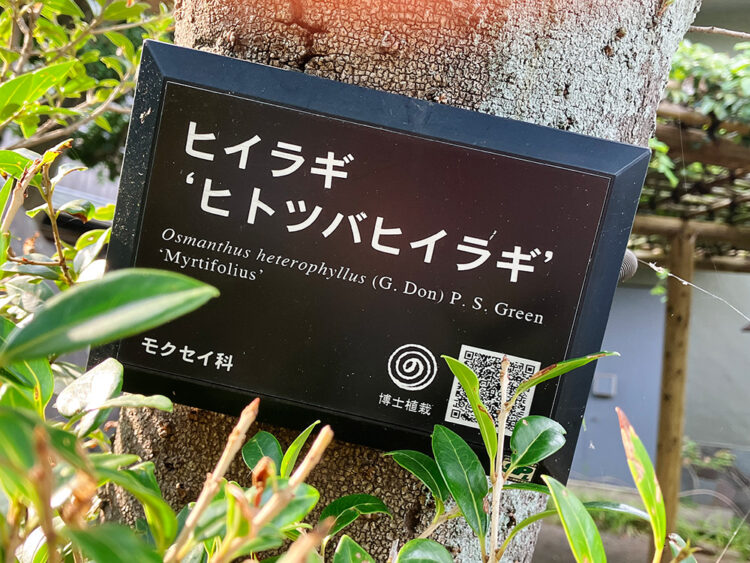 ヒイラギ
‘ヒトツバヒイラギ’
Osmanthus heterophyllus (G. Don) P. S. Green
‘Myrtifolius’
モクセイ科
の
博士植栽